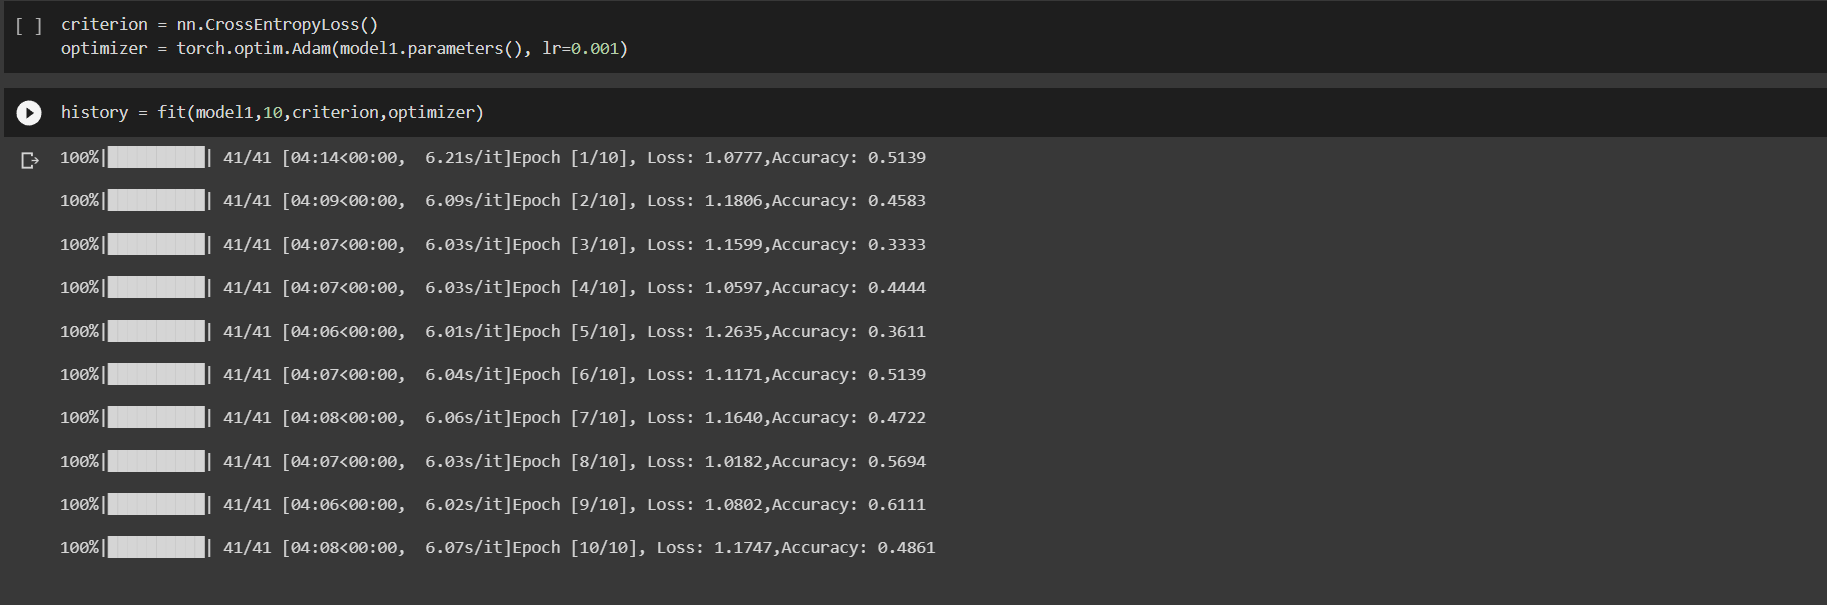 [ ] criterion = nn.CrossEntropyLoss()
optimizer = torch.optim.Adam(model1.parameters(), lr=0.001)
history = fit(model1,10,criterion,optimizer)
100%|██████████| 41/41 [04:14<00:00,  6.21s/it]Epoch [1/10], Loss: 1.0777,Accuracy: 0.5139
100%|██████████| 41/41 [04:09<00:00,  6.09s/it]Epoch [2/10], Loss: 1.1806,Accuracy: 0.4583
100%|██████████| 41/41 [04:07<00:00,  6.03s/it]Epoch [3/10], Loss: 1.1599,Accuracy: 0.3333
100%|██████████| 41/41 [04:07<00:00,  6.03s/it]Epoch [4/10], Loss: 1.0597,Accuracy: 0.4444
100%|██████████| 41/41 [04:06<00:00,  6.01s/it]Epoch [5/10], Loss: 1.2635,Accuracy: 0.3611
100%|██████████| 41/41 [04:07<00:00,  6.04s/it]Epoch [6/10], Loss: 1.1171,Accuracy: 0.5139
100%|██████████| 41/41 [04:08<00:00,  6.06s/it]Epoch [7/10], Loss: 1.1640,Accuracy: 0.4722
100%|██████████| 41/41 [04:07<00:00,  6.03s/it]Epoch [8/10], Loss: 1.0182,Accuracy: 0.5694
100%|██████████| 41/41 [04:06<00:00,  6.02s/it]Epoch [9/10], Loss: 1.0802,Accuracy: 0.6111
100%|██████████| 41/41 [04:08<00:00,  6.07s/it]Epoch [10/10], Loss: 1.1747,Accuracy: 0.4861